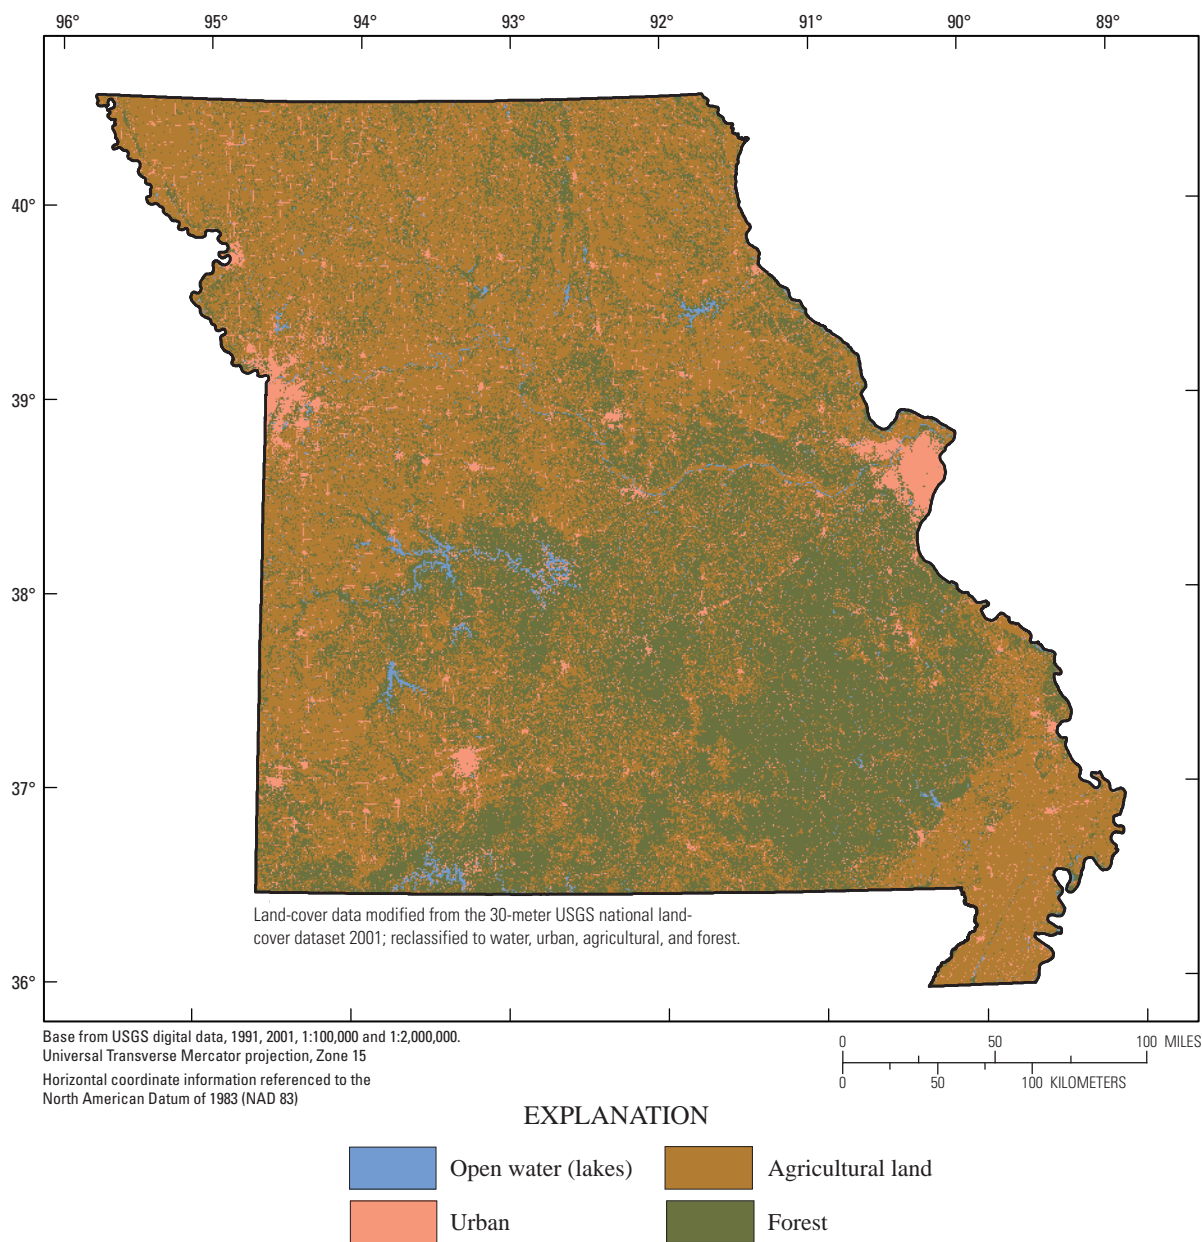 96° 95° 94° 93° 92° 91° 90° 89°
40°
39°
38°
37°
36°
Land-cover data modified from the 30-meter USGS national land-
cover dataset 2001; reclassified to water, urban, agricultural, and forest.
Base from USGS digital data, 1991, 2001, 1:100,000 and 1:2,000,000.
Universal Transverse Mercator projection, Zone 15
Horizontal coordinate information referenced to the
North American Datum of 1983 (NAD 83)
0 50 100 MILES
0 50 100 KILOMETERS
EXPLANATION
Open water (lakes)
Agricultural land
Urban
Forest